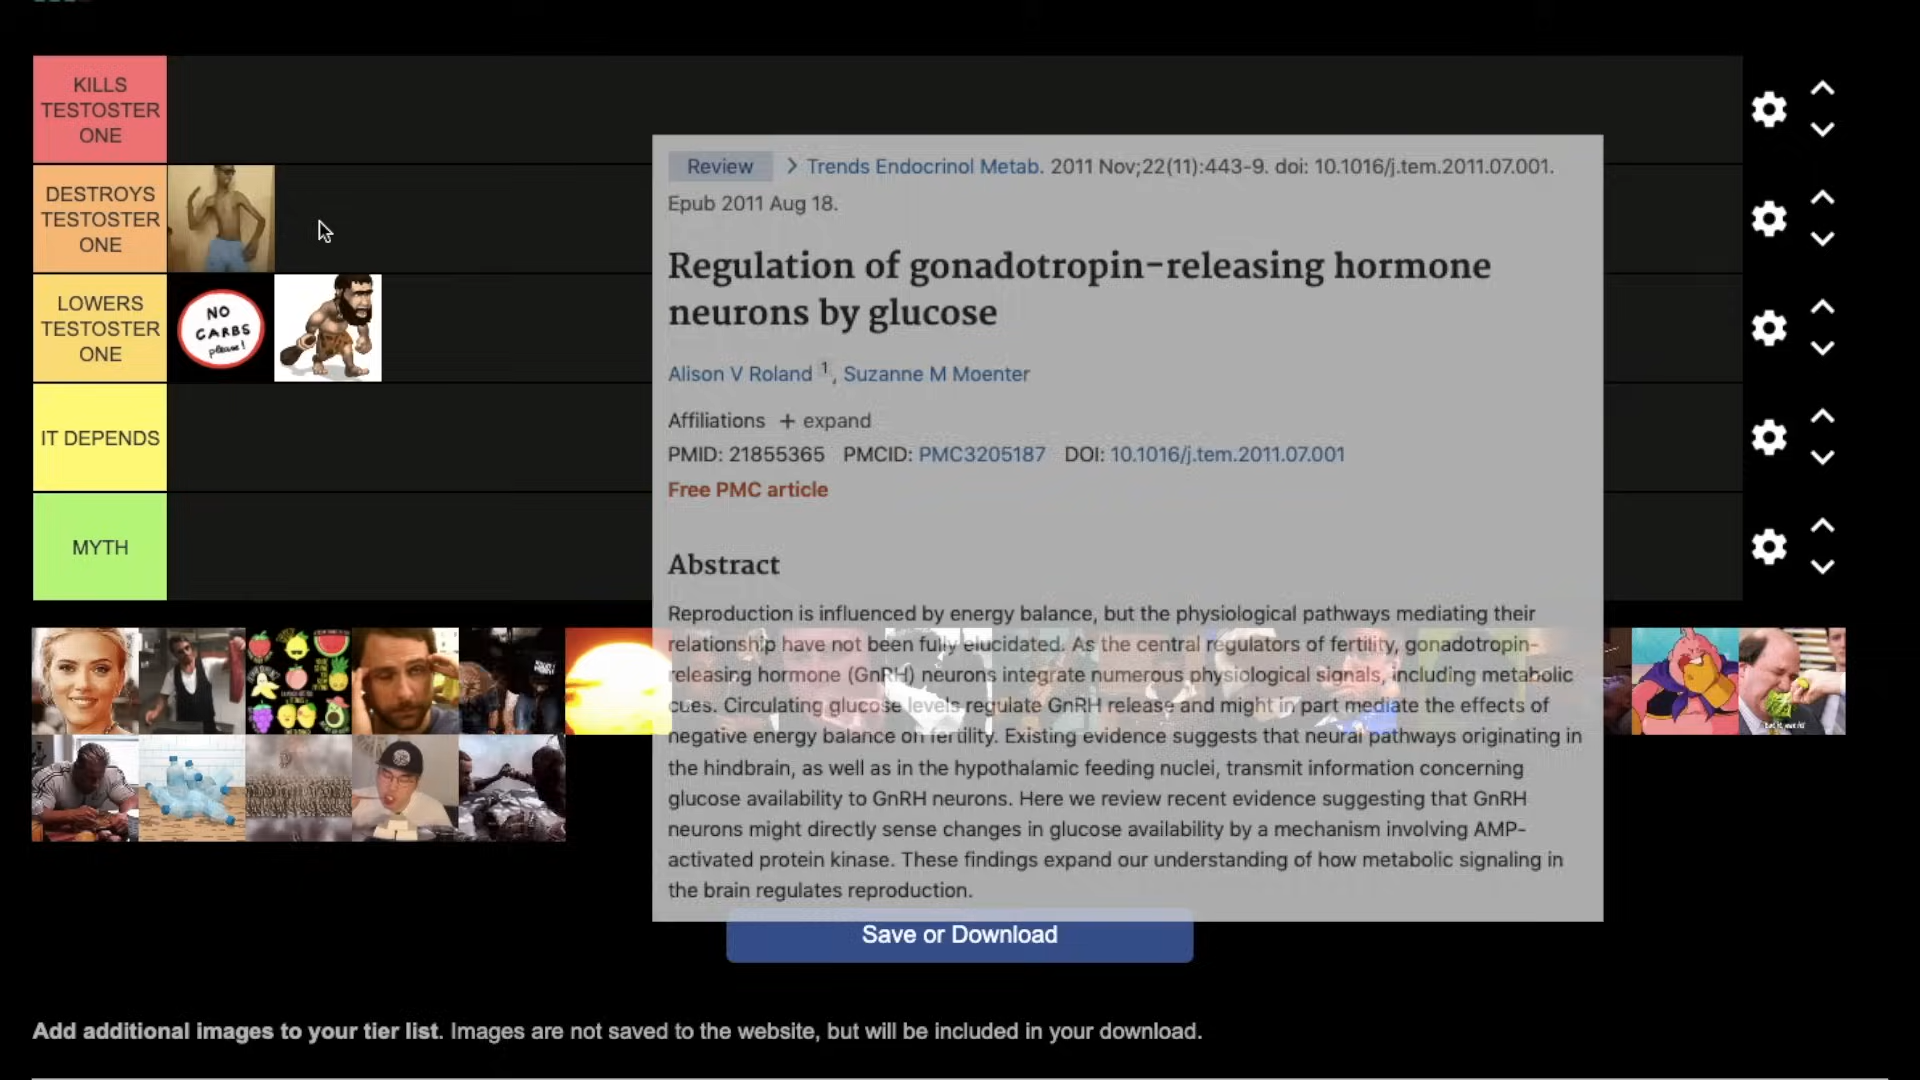 KILLS
TESTOSTER
ONE
DESTROYS
TESTOSTER
ONE
LOWERS
TESTOSTER
ONE
NO
CARBS
please!
IT DEPENDS
MYTH
Review > Trends Endocrinol Metab. 2011 Nov;22(11):443-9. doi: 10.1016/j.tem.2011.07.001.
Epub 2011 Aug 18.
Regulation of gonadotropin-releasing hormone
neurons by glucose
Alison V Roland 1, Suzanne M Moenter
Affiliations + expand
PMID: 21855365 PMCID: PMC3205187 DOI: 10.1016/j.tem.2011.07.001
Free PMC article
Abstract
Reproduction is influenced by energy balance, but the physiological pathways mediating their
relationship have not been fully elucidated. As the central regulators of fertility, gonadotropin-
releasing hormone (GnRH) neurons integrate numerous physiological signals, including metabolic
cues. Circulating glucose levels regulate GnRH release and might in part mediate the effects of
negative energy balance on fertility. Existing evidence suggests that neural pathways originating in
the hindbrain, as well as in the hypothalamic feeding nuclei, transmit information concerning
glucose availability to GnRH neurons. Here we review recent evidence suggesting that GnRH
neurons might directly sense changes in glucose availability by a mechanism involving AMP-
activated protein kinase. These findings expand our understanding of how metabolic signaling in
the brain regulates reproduction.
Save or Download
Add additional images to your tier list. Images are not saved to the website, but will be included in your download.